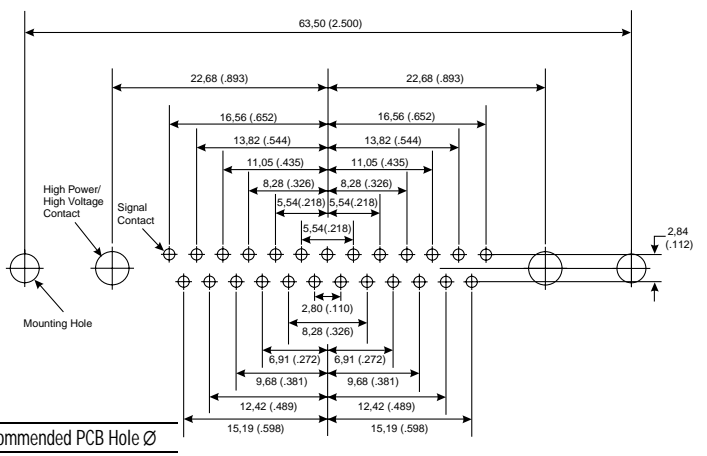 63,50 (2.500)
22,68 (.893) 22,68 (.893)
16,56 (.652) 16,56 (.652)
13,82 (.544) 13,82 (.544)
11,05 (.435) 11,05 (.435)
8,28 (.326) 8,28 (.326)
5,54(.218) 5,54(.218)
5,54(.218)
High Power/
High Voltage
Contact
Signal
Contact
2,84
(.112)
Mounting Hole
2,80 (.110)
8,28 (.326)
6,91 (.272) 6,91 (.272)
9,68 (.381) 9,68 (.381)
12,42 (.489) 12,42 (.489)
15,19 (.598) 15,19 (.598)
ommended PCB Hole Ø